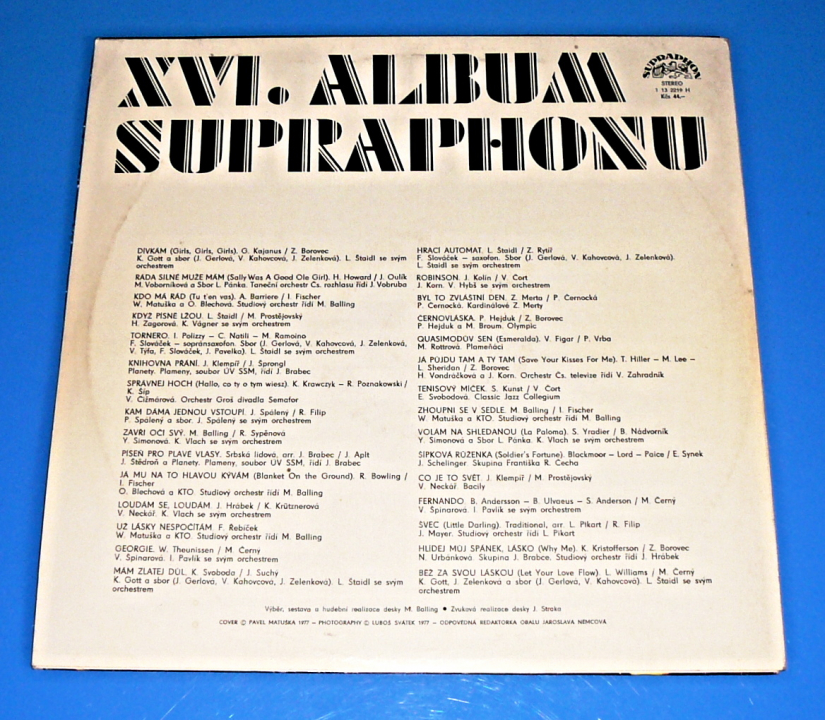 XVI. ALBUM
SUPRAPHONU
SUPRAPHON
STEREO
1 13 2219 H
Kčs 44,–
DÍVKÁM (Girls, Girls, Girls). G. Kajanus / Z. Borovec
K. Gott a sbor (J. Gerlová, V. Kahovcová, J. Zelenková). L. Štaidl se svým
orchestrem
RÁDA SILNÉ MUŽE MÁM (Sally Was A Good Ole Girl). H. Howard / J. Oulík
M. Voborníková a Sbor L. Pánka. Taneční orchestr Čs. rozhlasu řídí J. Vobruba
KDO MÁ RÁD (Tu t'en vas). A. Barriere / I. Fischer
W. Matuška a O. Blechová. Studiový orchestr řídí M. Balling
KDYŽ PÍSNĚ LŽOU. L. Štaidl / M. Prostějovský
H. Zagorová. K. Vágner se svým orchestrem
TORNERO. I. Polizzy – C. Natili – M. Ramoino
F. Slováček – sopránsaxofon. Sbor (J. Gerlová, V. Kahovcová, J. Zelenková,
V. Týfa, F. Slováček, J. Pavelka). L. Štaidl se svým orchestrem
KNIHOVNA PŘÁNÍ. J. Klempíř / J. Sprongl
Planety. Plameny, soubor UV SSM, řídí J. Brabec
SPRÁVNEJ HOCH (Hallo, co ty o tym wiesz). K. Krawczyk – R. Poznakowski /
K. Šíp
V. Čižmárová. Orchestr Groš divadla Semafor
KAM DÁMA JEDNOU VSTOUPÍ. J. Spálený / R. Filip
P. Spálený a sbor. J. Spálený se svým orchestrem
ZAVŘI OČI SVÝ. M. Balling / R. Sypěnová
Y. Simonová. K. Vlach se svým orchestrem
PÍSEŇ PRO PLAVÉ VLASY. Srbská lidová, arr. J. Brabec / J. Aplt
J. Štědroň a Planety. Plameny, soubor UV SSM, řídí J. Brabec
JÁ MU NA TO HLAVOU KÝVÁM (Blanket On the Ground). R. Bowling /
I. Fischer
O. Blechová a KTO. Studiový orchestr řídí M. Balling
LOUDÁM SE, LOUDÁM. J. Hrábek / K. Krůtznerová
V. Neckář. K. Vlach se svým orchestrem
UŽ LÁSKY NESPOČÍTÁM. F. Řebíček
W. Matuška a KTO. Studiový orchestr řídí M. Balling
GEORGIE. W. Theunissen / M. Černý
V. Špinarová. I. Pavlík se svým orchestrem
MÁM ZLATEJ DŮL. K. Svoboda / J. Suchý
K. Gott a sbor (J. Gerlová, V. Kahovcová, J. Zelenková). L. Štaidl se svým
orchestrem
HRACÍ AUTOMAT. L. Štaidl / Z. Rytíř
F. Slováček – saxofon. Sbor (J. Gerlová, V. Kahovcová, J. Zelenková).
L. Štaidl se svým orchestrem
ROBINSON. J. Kolín / V. Čort
J. Korn. V. Hybš se svým orchestrem
BYL TO ZVLÁŠTNÍ DEN. Z. Merta / P. Černocká
P. Černocká. Kardinálové Z. Merty
ČERNOVLÁSKA. P. Hejduk / Z. Borovec
P. Hejduk a M. Broum. Olympic
QUASIMODŮV SEN (Esmeralda). V. Figar / P. Vrba
M. Rottrová. Plameňáci
JÁ PŮJDU TAM A TY TAM (Save Your Kisses For Me). T. Hiller – M. Lee –
L. Sheridan / Z. Borovec
H. Vondráčková a J. Korn. Orchestr Čs. televize řídí V. Zahradník
TENISOVÝ MÍČEK. S. Kunst / V. Čort
E. Svobodová. Classic Jazz Collegium
ZHOUPNI SE V SEDLE. M. Balling / I. Fischer
W. Matuška a KTO. Studiový orchestr řídí M. Balling
VOLÁM NA SHLEDANOU (La Paloma). S. Yradier / B. Nádvorník
Y. Simonová a Sbor L. Pánka. K. Vlach se svým orchestrem
ŠÍPKOVÁ RŮŽENKA (Soldier's Fortune). Blackmoor – Lord – Paice / E. Synek
J. Schelinger. Skupina Františka R. Čecha
CO JE TO SVĚT. J. Klempíř / M. Prostějovský
V. Neckář. Bacily
FERNANDO. B. Andersson – B. Ulvaeus – S. Anderson / M. Černý
V. Špinarová. I. Pavlík se svým orchestrem
ŠVEC (Little Darling). Traditional, arr. L. Pikart / R. Filip
J. Mayer. Studiový orchestr řídí L. Pikart
HLÍDEJ MŮJ SPÁNEK, LÁSKO (Why Me). K. Kristofferson / Z. Borovec
N. Urbánková. Skupina J. Brabce. Studiový orchestr řídí J. Hrábek
BĚŽ ZA SVOU LÁSKOU (Let Your Love Flow). L. Williams / M. Černý
K. Gott, J. Zelenková a sbor (J. Gerlová, V. Kahovcová). L. Štaidl se svým
orchestrem
Výběr, sestava a hudební realizace desky M. Balling ● Zvuková realizace desky J. Straka
COVER © PAVEL MATUŠKA 1977 – PHOTOGRAPHY © LUBOŠ SVÁTEK 1977 – ODPOVĚDNÁ REDAKTORKA OBALU JAROSLAVA NĚMCOVÁ